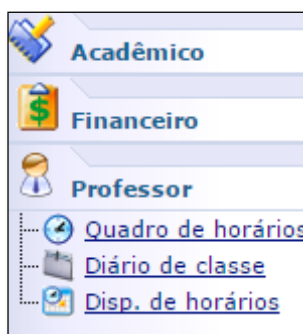 Acadêmico
Financeiro
Professor
Quadro de horários
Diário de classe
Disp. de horários